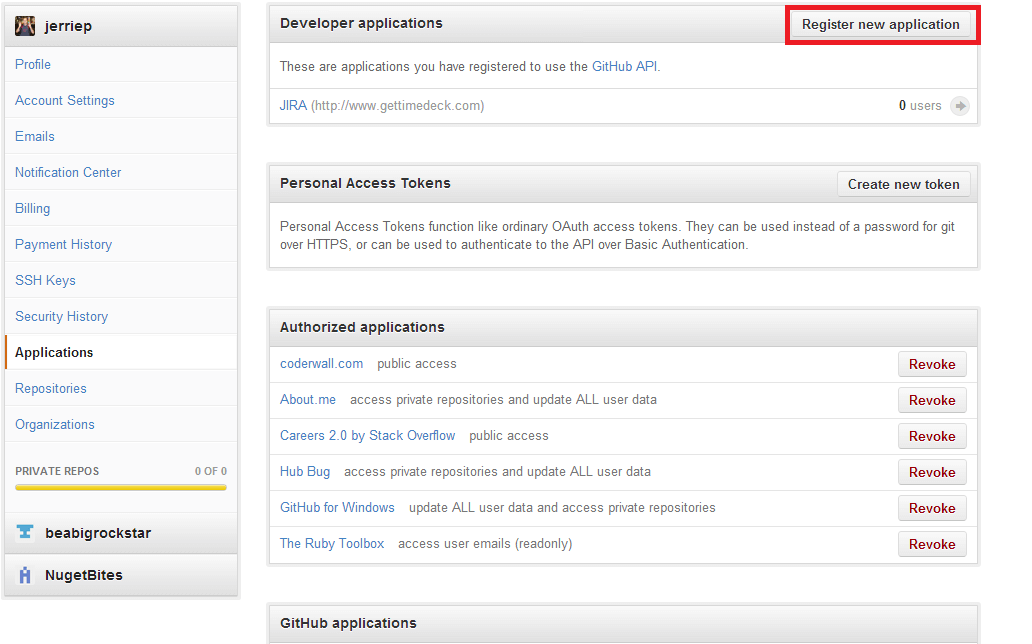 jerriep
Profile
Account Settings
Emails
Notification Center
Billing
Payment History
SSH Keys
Security History
Applications
Repositories
Organizations
PRIVATE REPOS 0 OF 0
beabigrockstar
NugetBites
Developer applications Register new application
These are applications you have registered to use the GitHub API.
JIRA (http://www.gettimedeck.com) 0 users
Personal Access Tokens Create new token
Personal Access Tokens function like ordinary OAuth access tokens. They can be used instead of a password for git
over HTTPS, or can be used to authenticate to the API over Basic Authentication.
Authorized applications
coderwall.com public access Revoke
About.me access private repositories and update ALL user data Revoke
Careers 2.0 by Stack Overflow public access Revoke
Hub Bug access private repositories and update ALL user data Revoke
GitHub for Windows update ALL user data and access private repositories Revoke
The Ruby Toolbox access user emails (readonly) Revoke
GitHub applications